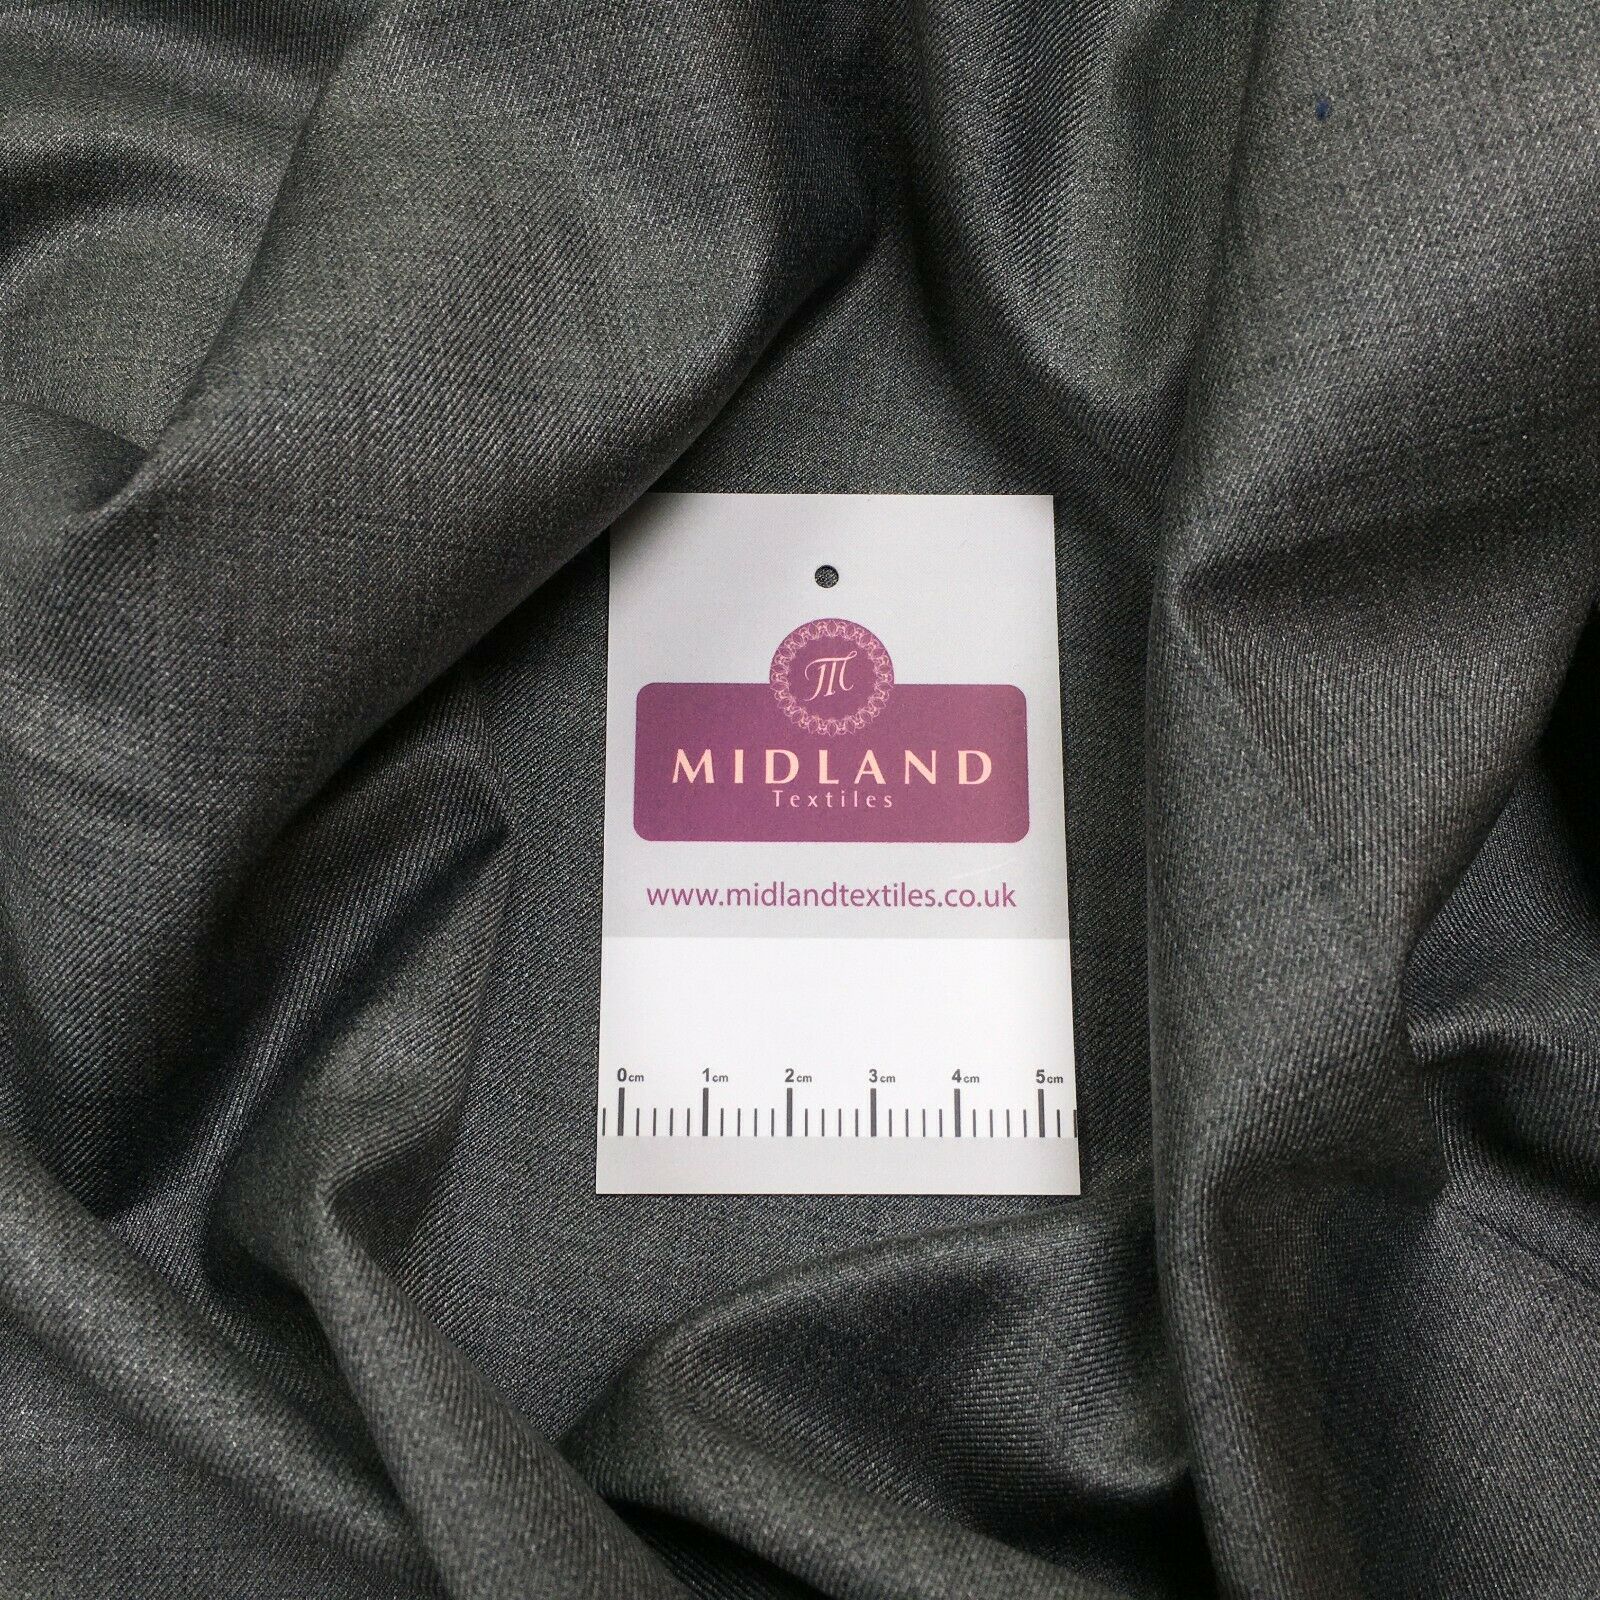 M
MIDLAND
Textiles
www.midlandtextiles.co.uk
0cm 1cm 2cm 3cm 4cm 5cm